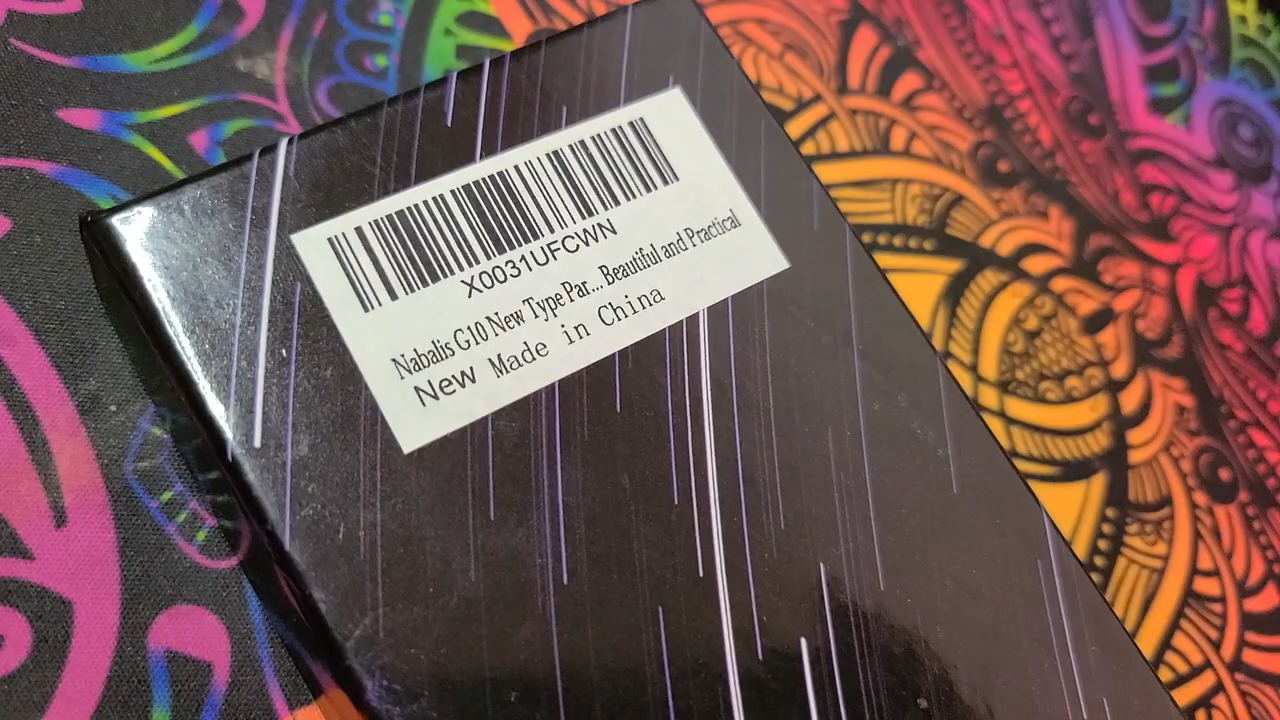 X0031UFCWN
Nabalis G10 New Type Par... Beautiful and Practical
New Made in China